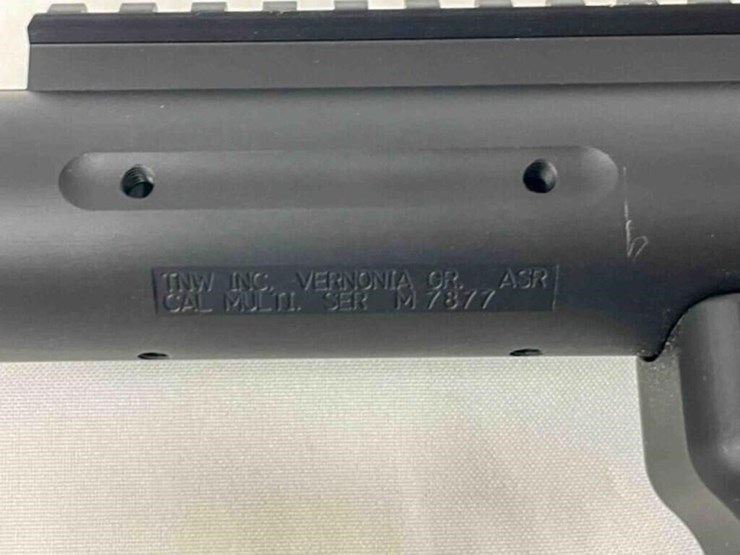 TNW INC. VERNONIA OR. ASR
CAL MULTI. SER M 7877